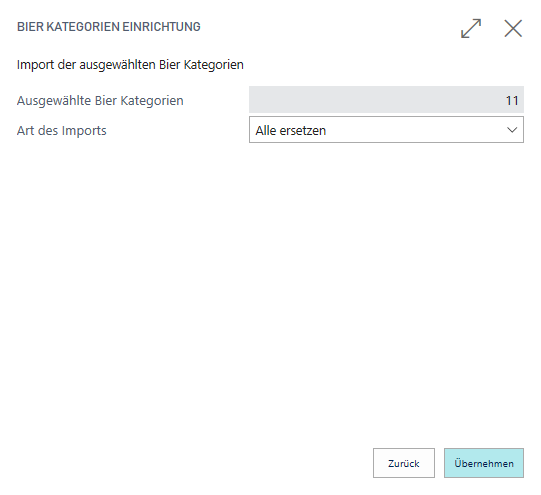 BIER KATEGORIEN EINRICHTUNG
Import der ausgewählten Bier Kategorien
Ausgewählte Bier Kategorien 11
Art des Imports Alle ersetzen
Zurück Übernehmen